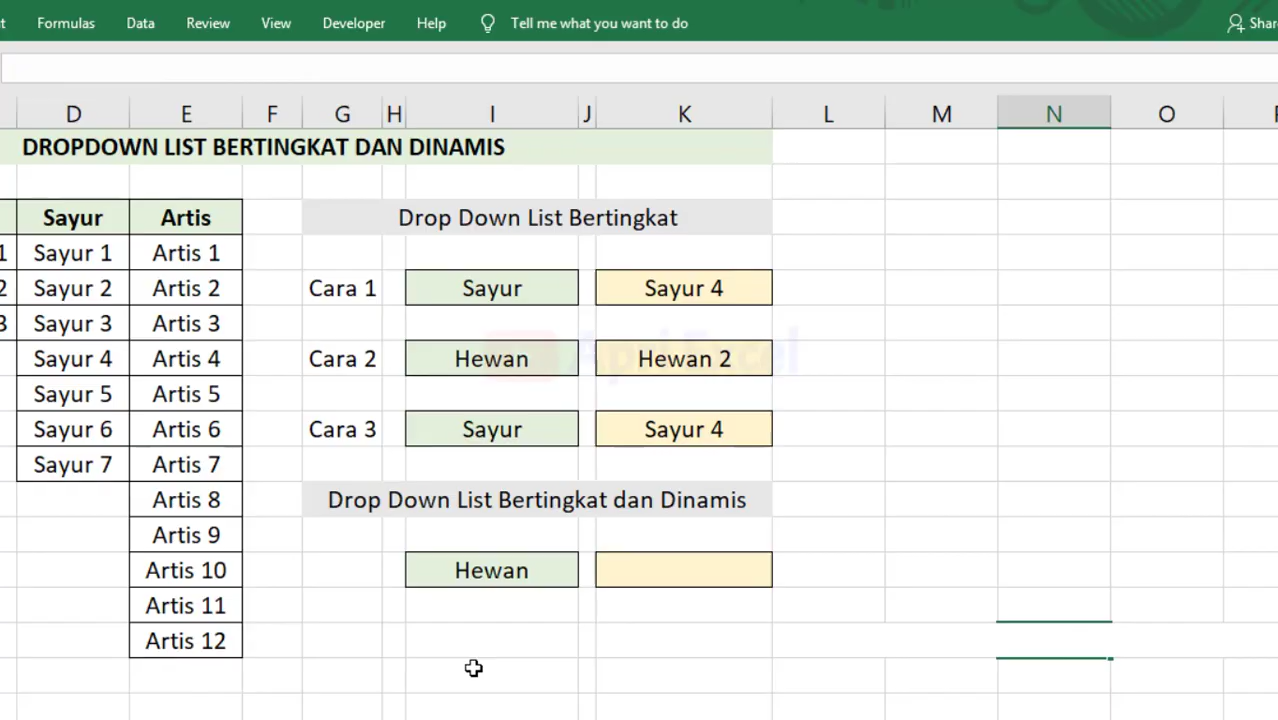 t Formulas Data Review View Developer Help Tell me what you want to do Shar
D E F G H I J K L M N O
DROPDOWN LIST BERTINGKAT DAN DINAMIS
Sayur Artis Drop Down List Bertingkat
1 Sayur 1 Artis 1
2 Sayur 2 Artis 2 Cara 1 Sayur Sayur 4
3 Sayur 3 Artis 3
Sayur 4 Artis 4 Cara 2 Hewan Hewan 2
Sayur 5 Artis 5
Sayur 6 Artis 6 Cara 3 Sayur Sayur 4
Sayur 7 Artis 7
Artis 8 Drop Down List Bertingkat dan Dinamis
Artis 9
Artis 10 Hewan
Artis 11
Artis 12